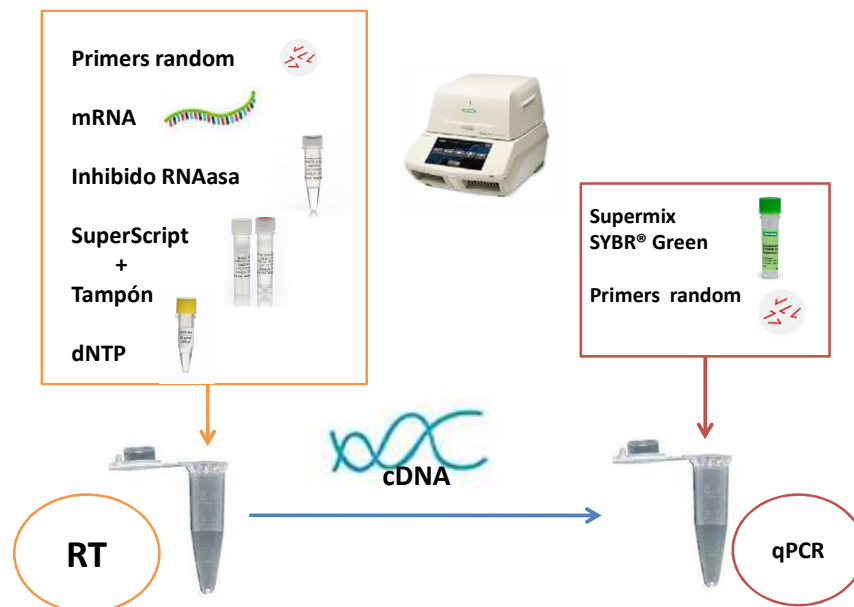 Primers random
mRNA
Inhibido RNAasa
SuperScript
+
Tampón
dNTP
Supermix
SYBR® Green
Primers random
cDNA
RT
qPCR